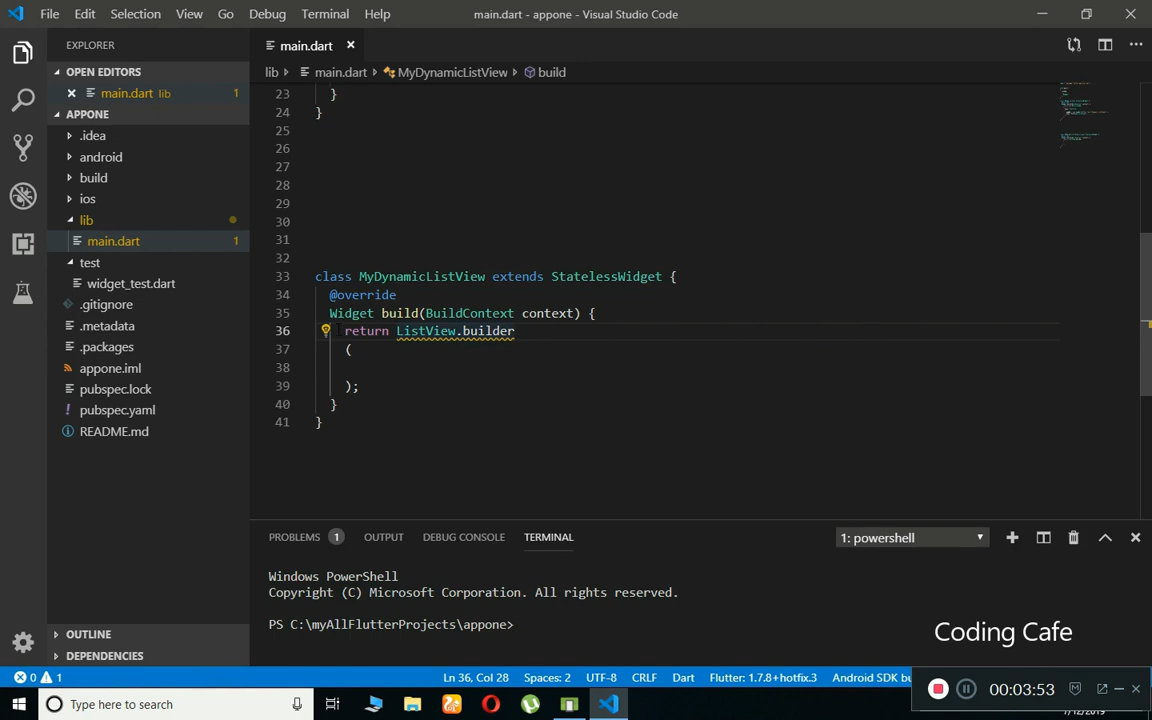 File Edit Selection View Go Debug Terminal Help main.dart - appone - Visual Studio Code
EXPLORER
OPEN EDITORS
main.dart lib 1
APPONE
.idea
android
build
ios
lib
main.dart 1
test
widget_test.dart
.gitignore
.metadata
.packages
appone.iml
pubspec.lock
! pubspec.yaml
README.md
OUTLINE
DEPENDENCIES
main.dart
lib main.dart MyDynamicListView build
23 }
24 }
25
26
27
28
29
30
31
32
33 class MyDynamicListView extends StatelessWidget {
34 @override
35 Widget build(BuildContext context) {
36 return ListView.builder
37 (
38
39 );
40 }
41 }
PROBLEMS 1 OUTPUT DEBUG CONSOLE TERMINAL 1: powershell
Windows PowerShell
Copyright (C) Microsoft Corporation. All rights reserved.
PS C:\myAllFlutterProjects\appone>
Coding Cafe
0 1 Ln 36, Col 28 Spaces: 2 UTF-8 CRLF Dart Flutter: 1.7.8+hotfix.3 Android SDK
00:03:53
Type here to search